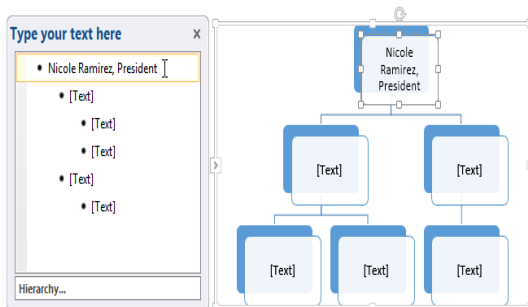 Type your text here
Nicole Ramirez, President
[Text]
[Text]
[Text]
[Text]
[Text]
Hierarchy...
Nicole
Ramirez,
President
[Text]
[Text]
[Text]
[Text]
[Text]